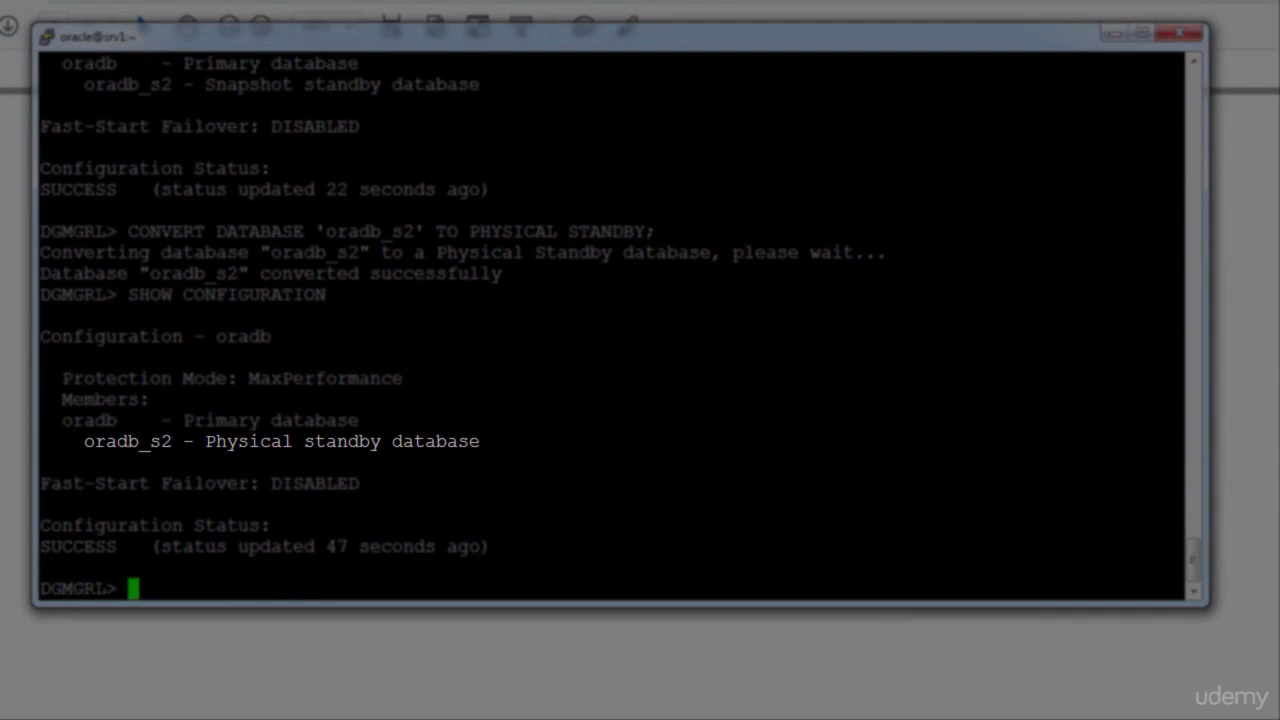 oracle@srv1:~
oradb    - Primary database
oradb_s2 - Snapshot standby database
Fast-Start Failover: DISABLED
Configuration Status:
SUCCESS   (status updated 22 seconds ago)
DGMGRL> CONVERT DATABASE 'oradb_s2' TO PHYSICAL STANDBY;
Converting database "oradb_s2" to a Physical Standby database, please wait...
Database "oradb_s2" converted successfully
DGMGRL> SHOW CONFIGURATION
Configuration - oradb
Protection Mode: MaxPerformance
Members:
oradb    - Primary database
oradb_s2 - Physical standby database
Fast-Start Failover: DISABLED
Configuration Status:
SUCCESS   (status updated 47 seconds ago)
DGMGRL>
udemy